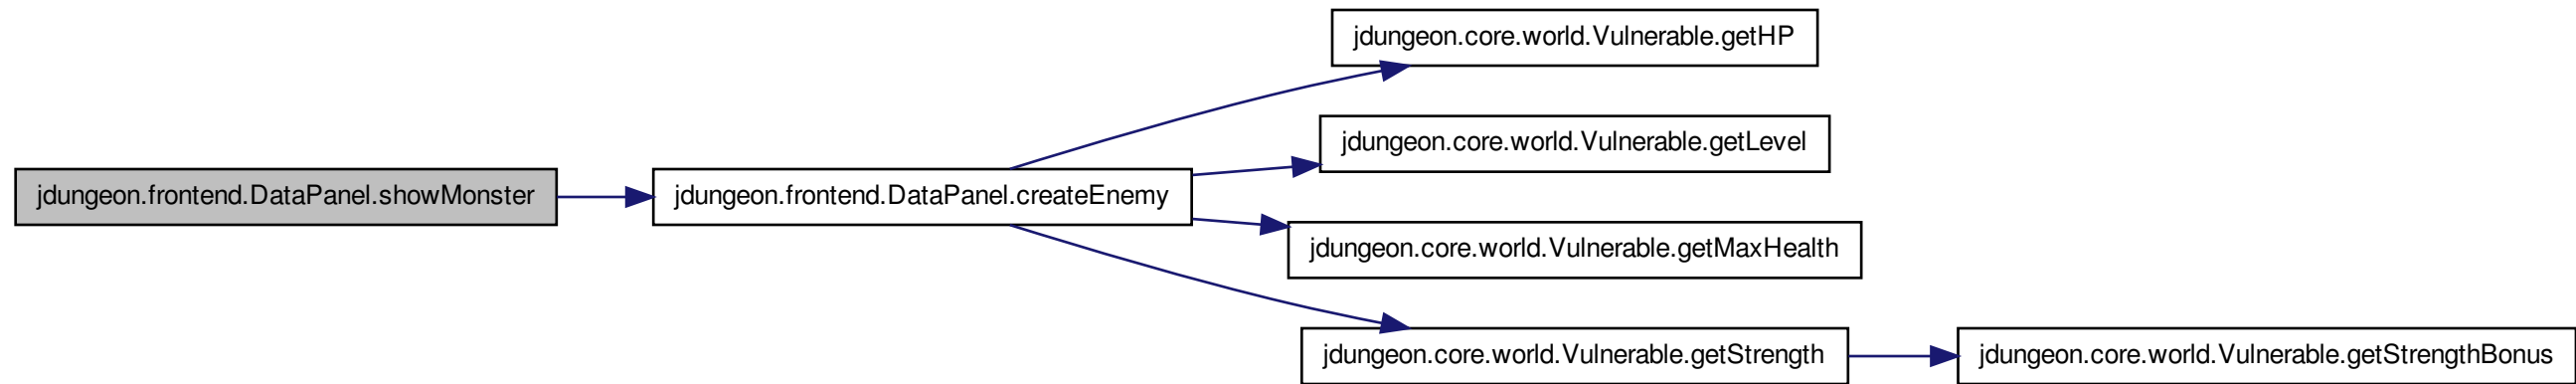 jdungeon.frontend.DataPanel.showMonster
jdungeon.frontend.DataPanel.createEnemy
jdungeon.core.world.Vulnerable.getHP
jdungeon.core.world.Vulnerable.getLevel
jdungeon.core.world.Vulnerable.getMaxHealth
jdungeon.core.world.Vulnerable.getStrength
jdungeon.core.world.Vulnerable.getStrengthBonus